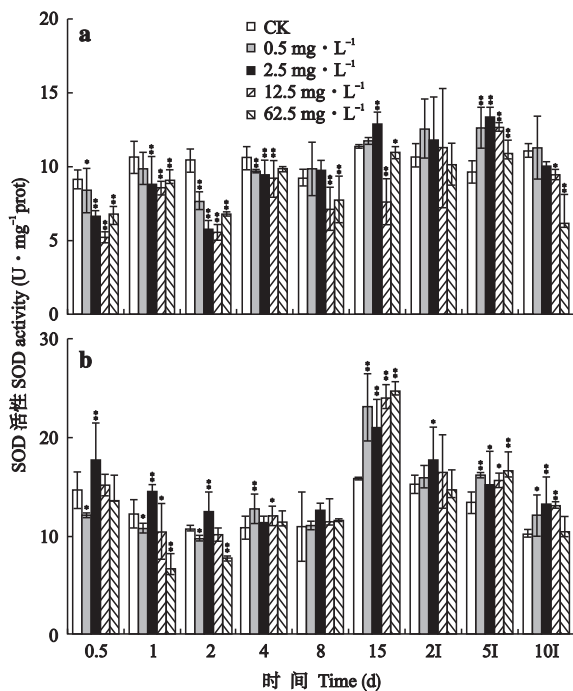 a
CK
0.5 mg · L⁻¹
2.5 mg · L⁻¹
12.5 mg · L⁻¹
62.5 mg · L⁻¹
20
15
10
5
0
SOD 活性 SOD activity (U · mg⁻¹ prot)
b
30
20
10
0
0.5 1 2 4 8 15 2I 5I 10I
时 间 Time (d)